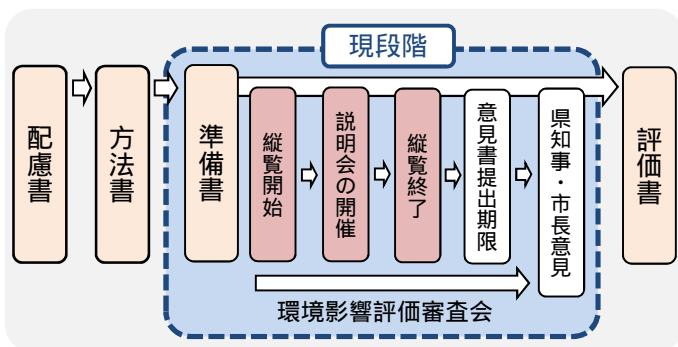 現段階
配慮書
方法書
準備書
縦覧開始
説明会の開催
縦覧終了
意見書提出期限
県知事・市長意見
評価書
環境影響評価審査会